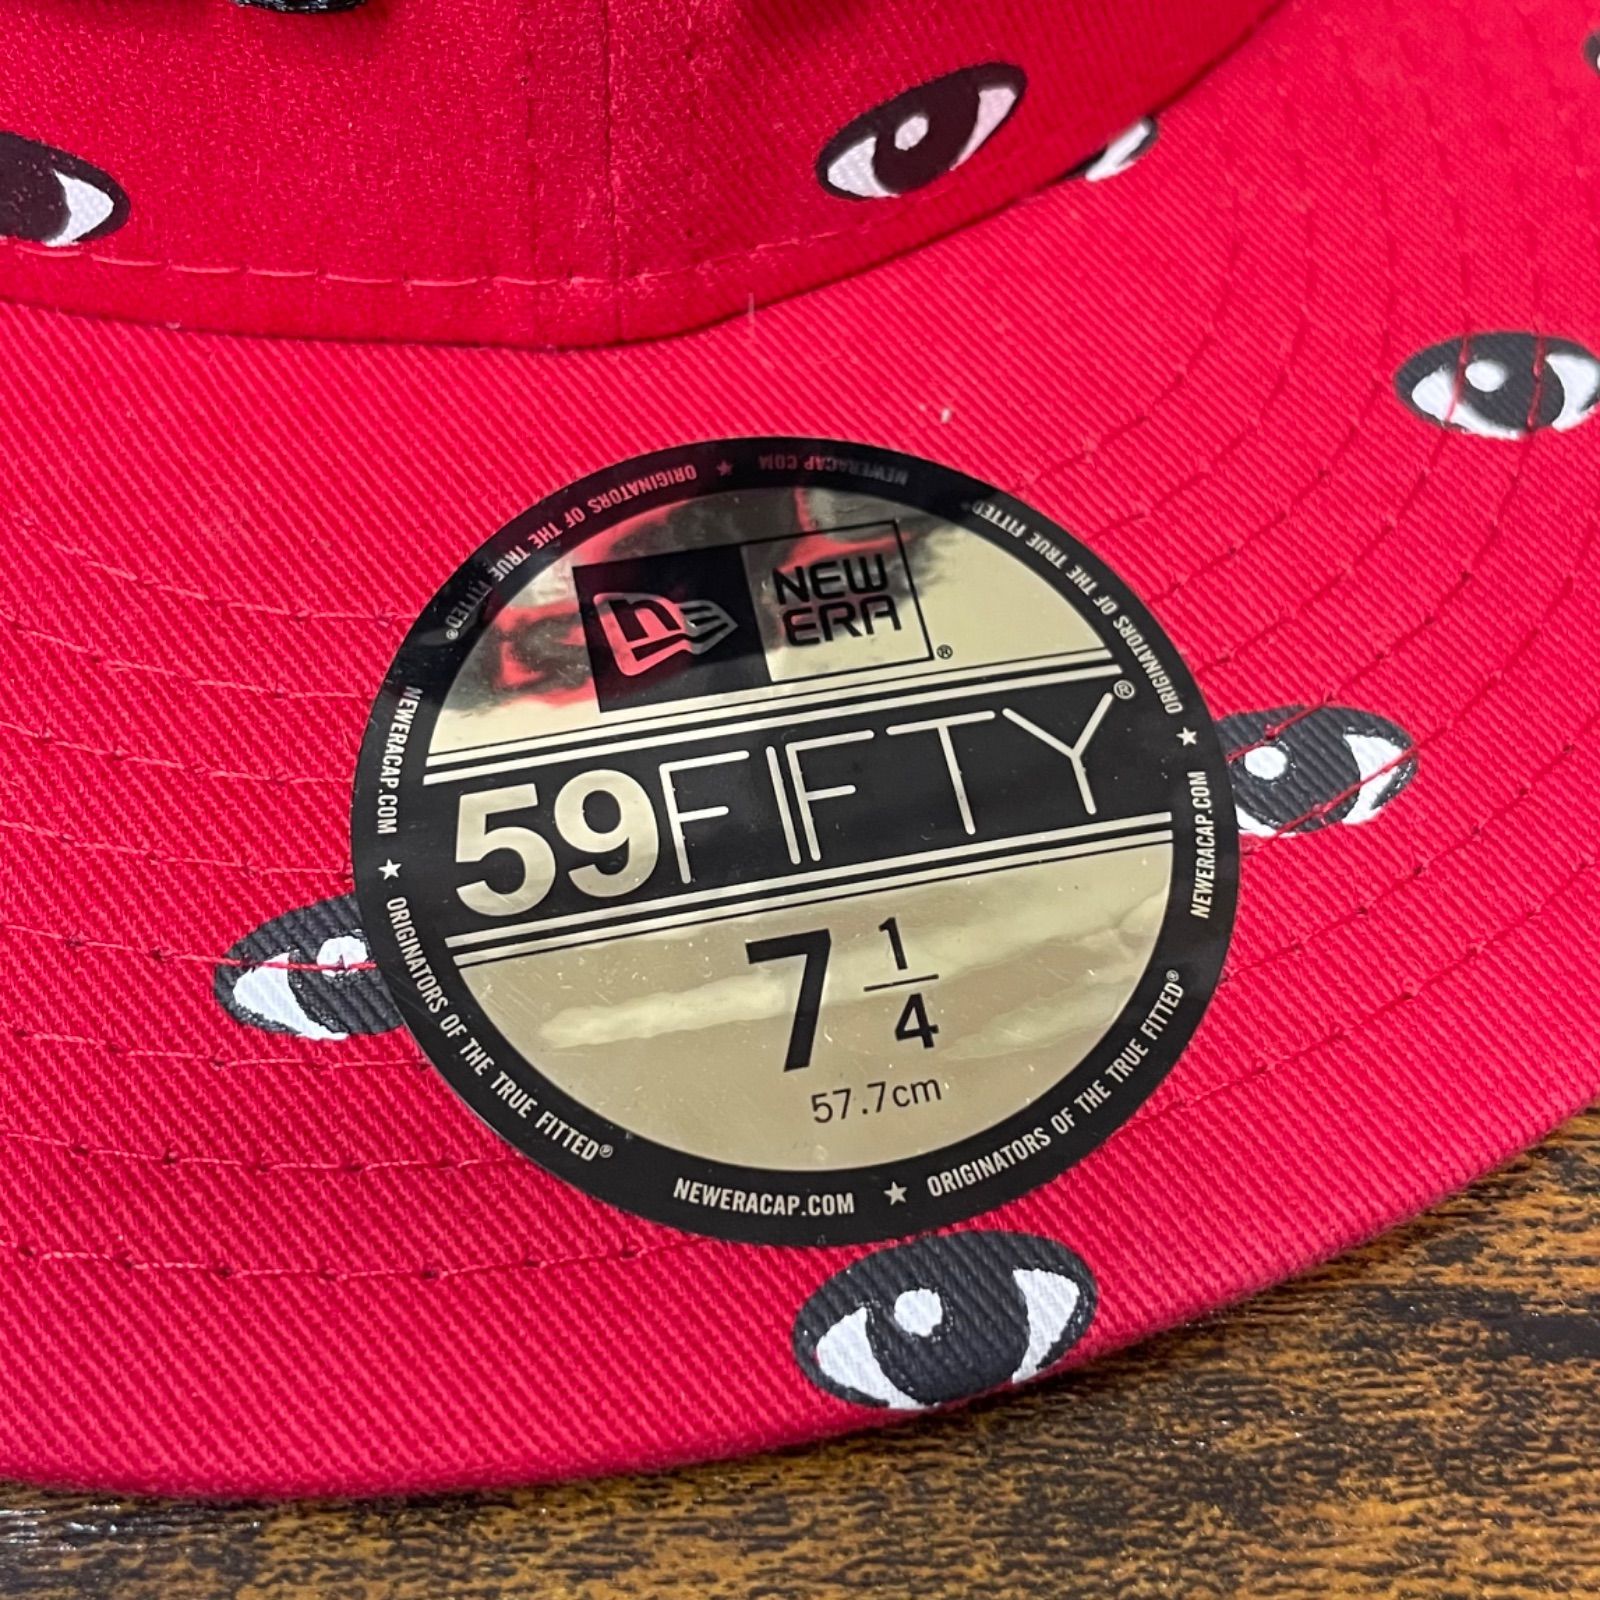 NEW
ERA®
59FIFTY®
7 1/4
57.7cm
NEWERACAP.COM ★ ORIGINATORS OF THE TRUE FITTED®
NEWERACAP.COM ★ ORIGINATORS OF THE TRUE FITTED®
NEWERACAP.COM ★ ORIGINATORS OF THE TRUE FITTED®
NEWERACAP.COM ★ ORIGINATORS OF THE TRUE FITTED®